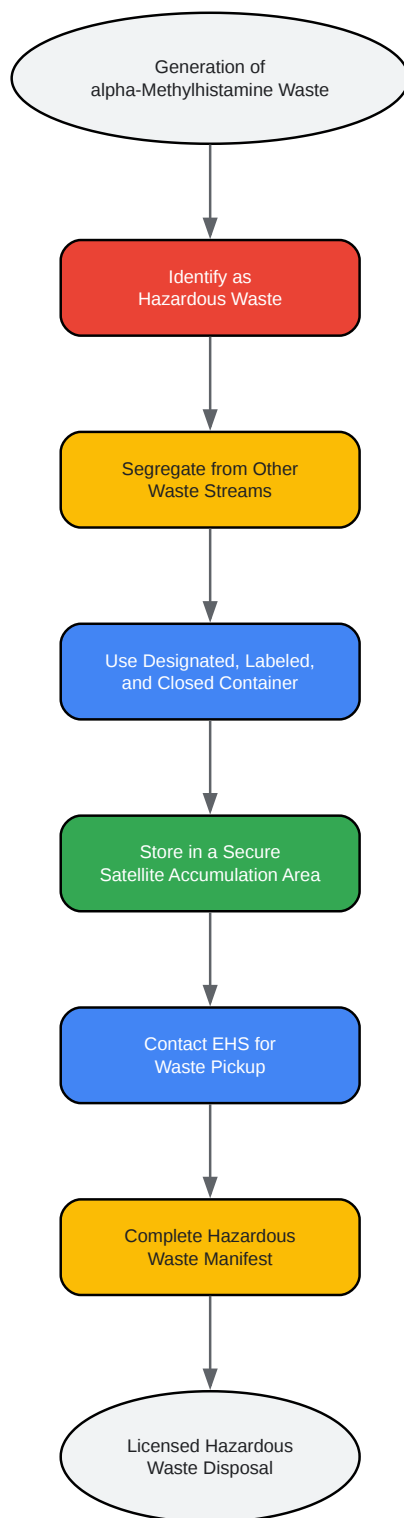 Generation of
alpha-Methylhistamine Waste
Identify as
Hazardous Waste
Segregate from Other
Waste Streams
Use Designated, Labeled,
and Closed Container
Store in a Secure
Satellite Accumulation Area
Contact EHS for
Waste Pickup
Complete Hazardous
Waste Manifest
Licensed Hazardous
Waste Disposal